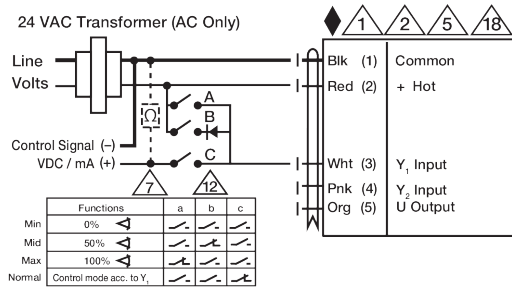 24 VAC Transformer (AC Only)
1 2 5 18
Line
Volts
Blk (1) Common
Red (2) + Hot
A
Ω
B
Control Signal (–)
VDC / mA (+)
C
Wht (3) Y1 Input
Pnk (4) Y2 Input
Org (5) U Output
7 12
Functions a b c
Min 0%
Mid 50%
Max 100%
Normal Control mode acc. to Y1